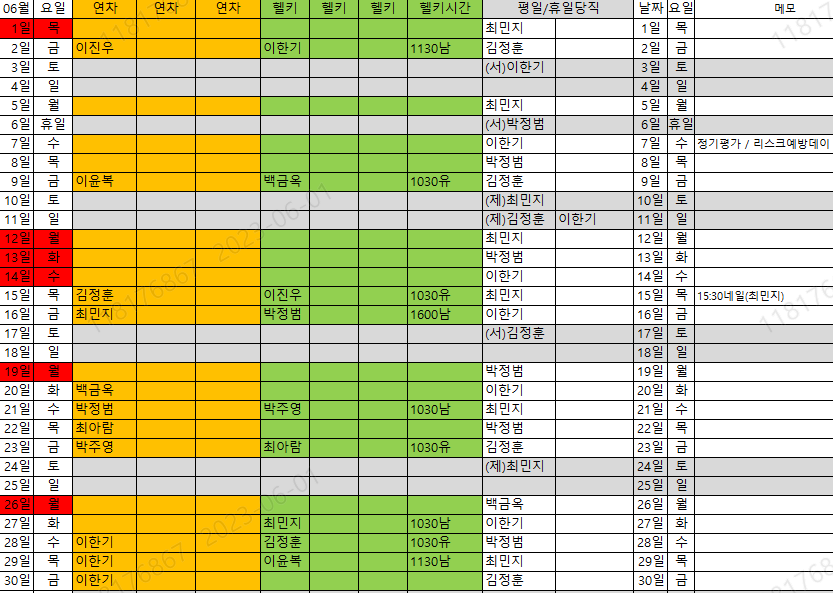 06월 요일 연차 연차 연차 헬키 헬키 헬키 헬키시간 평일/휴일당직 날짜 요일 메모
1일 목 최민지 1일 목
2일 금 이진우 이한기 1130남 김정훈 2일 금
3일 토 (서)이한기 3일 토
4일 일 4일 일
5일 월 최민지 5일 월
6일 휴일 (서)박정범 6일 휴일
7일 수 이한기 7일 수 정기평가 / 리스크예방데이
8일 목 박정범 8일 목
9일 금 이윤복 백금옥 1030유 김정훈 9일 금
10일 토 (제)최민지 10일 토
11일 일 (제)김정훈 이한기 11일 일
12일 월 최민지 12일 월
13일 화 박정범 13일 화
14일 수 이한기 14일 수
15일 목 김정훈 이진우 1030유 최민지 15일 목 15:30네일(최민지)
16일 금 최민지 박정범 1600남 이한기 16일 금
17일 토 (서)김정훈 17일 토
18일 일 18일 일
19일 월 박정범 19일 월
20일 화 백금옥 이한기 20일 화
21일 수 박정범 박주영 1030남 최민지 21일 수
22일 목 최아람 박정범 22일 목
23일 금 박주영 최아람 1030유 김정훈 23일 금
24일 토 (제)최민지 24일 토
25일 일 25일 일
26일 월 백금옥 26일 월
27일 화 최민지 1030남 이한기 27일 화
28일 수 이한기 김정훈 1030유 박정범 28일 수
29일 목 이한기 이윤복 1130남 최민지 29일 목
30일 금 이한기 김정훈 30일 금
118176867 2023-06-01
118176867 2023-06-01